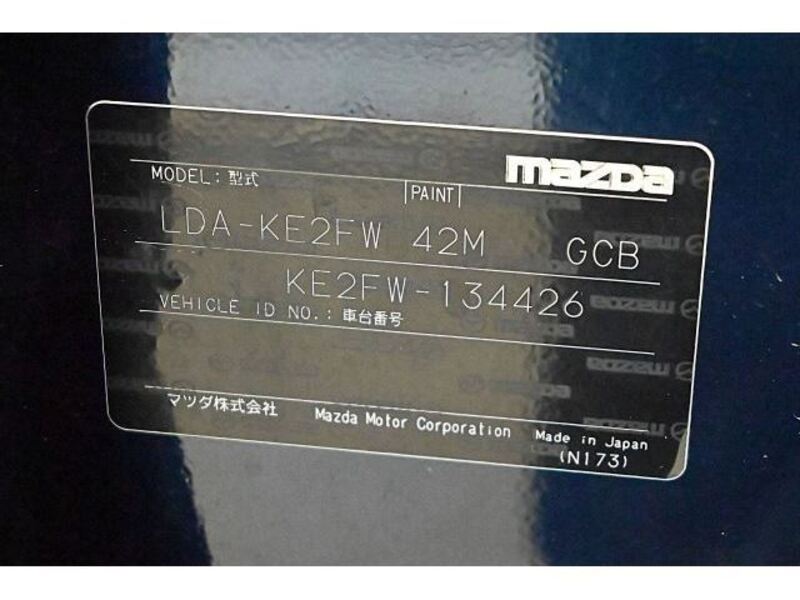 mazda
MODEL: 型式 PAINT
LDA-KE2FW 42M GCB
KE2FW-134426
VEHICLE ID NO.: 車台番号
マツダ株式会社 Mazda Motor Corporation Made in Japan
(N173)